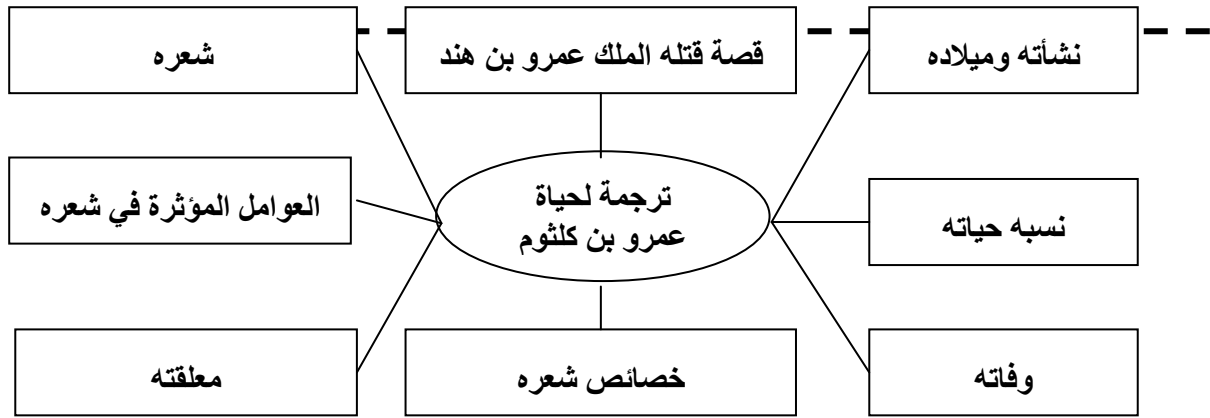 نشأته وميلاده
قصة قتله الملك عمرو بن هند
شعره
نسبه حياته
ترجمة لحياة
عمرو بن كلثوم
العوامل المؤثرة في شعره
وفاته
خصائص شعره
معلقته